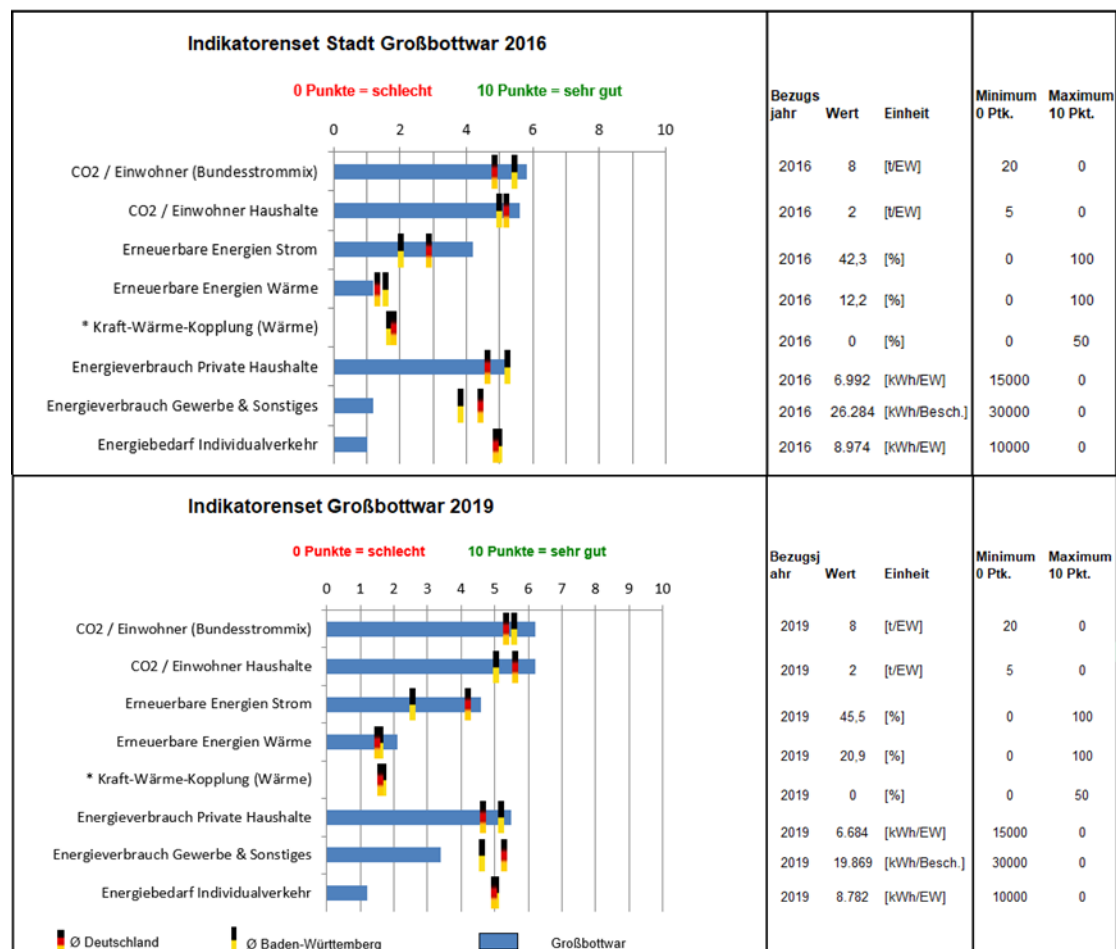 Indikatorenset Stadt Großbottwar 2016
0 Punkte = schlecht 10 Punkte = sehr gut
Bezugs jahr Wert Einheit Minimum 0 Ptk. Maximum 10 Pkt.
0 2 4 6 8 10
CO2 / Einwohner (Bundesstrommix) 2016 8 [t/EW] 20 0
CO2 / Einwohner Haushalte 2016 2 [t/EW] 5 0
Erneuerbare Energien Strom 2016 42,3 [%] 0 100
Erneuerbare Energien Wärme 2016 12,2 [%] 0 100
* Kraft-Wärme-Kopplung (Wärme) 2016 0 [%] 0 50
Energieverbrauch Private Haushalte 2016 6.992 [kWh/EW] 15000 0
Energieverbrauch Gewerbe & Sonstiges 2016 26.284 [kWh/Besch.] 30000 0
Energiebedarf Individualverkehr 2016 8.974 [kWh/EW] 10000 0
Indikatorenset Großbottwar 2019
0 Punkte = schlecht 10 Punkte = sehr gut
Bezugsj ahr Wert Einheit Minimum 0 Ptk. Maximum 10 Pkt.
0 1 2 3 4 5 6 7 8 9 10
CO2 / Einwohner (Bundesstrommix) 2019 8 [t/EW] 20 0
CO2 / Einwohner Haushalte 2019 2 [t/EW] 5 0
Erneuerbare Energien Strom 2019 45,5 [%] 0 100
Erneuerbare Energien Wärme 2019 20,9 [%] 0 100
* Kraft-Wärme-Kopplung (Wärme) 2019 0 [%] 0 50
Energieverbrauch Private Haushalte 2019 6.684 [kWh/EW] 15000 0
Energieverbrauch Gewerbe & Sonstiges 2019 19.869 [kWh/Besch.] 30000 0
Energiebedarf Individualverkehr 2019 8.782 [kWh/EW] 10000 0
Ø Deutschland Ø Baden-Württemberg Großbottwar